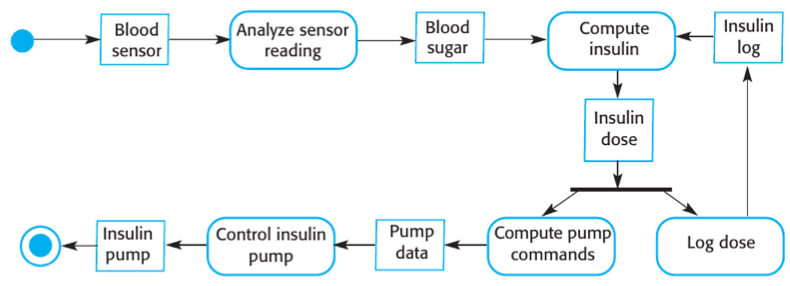 Blood
sensor
Analyze sensor
reading
Blood
sugar
Compute
insulin
Insulin
log
Insulin
dose
Insulin
pump
Control insulin
pump
Pump
data
Compute pump
commands
Log dose